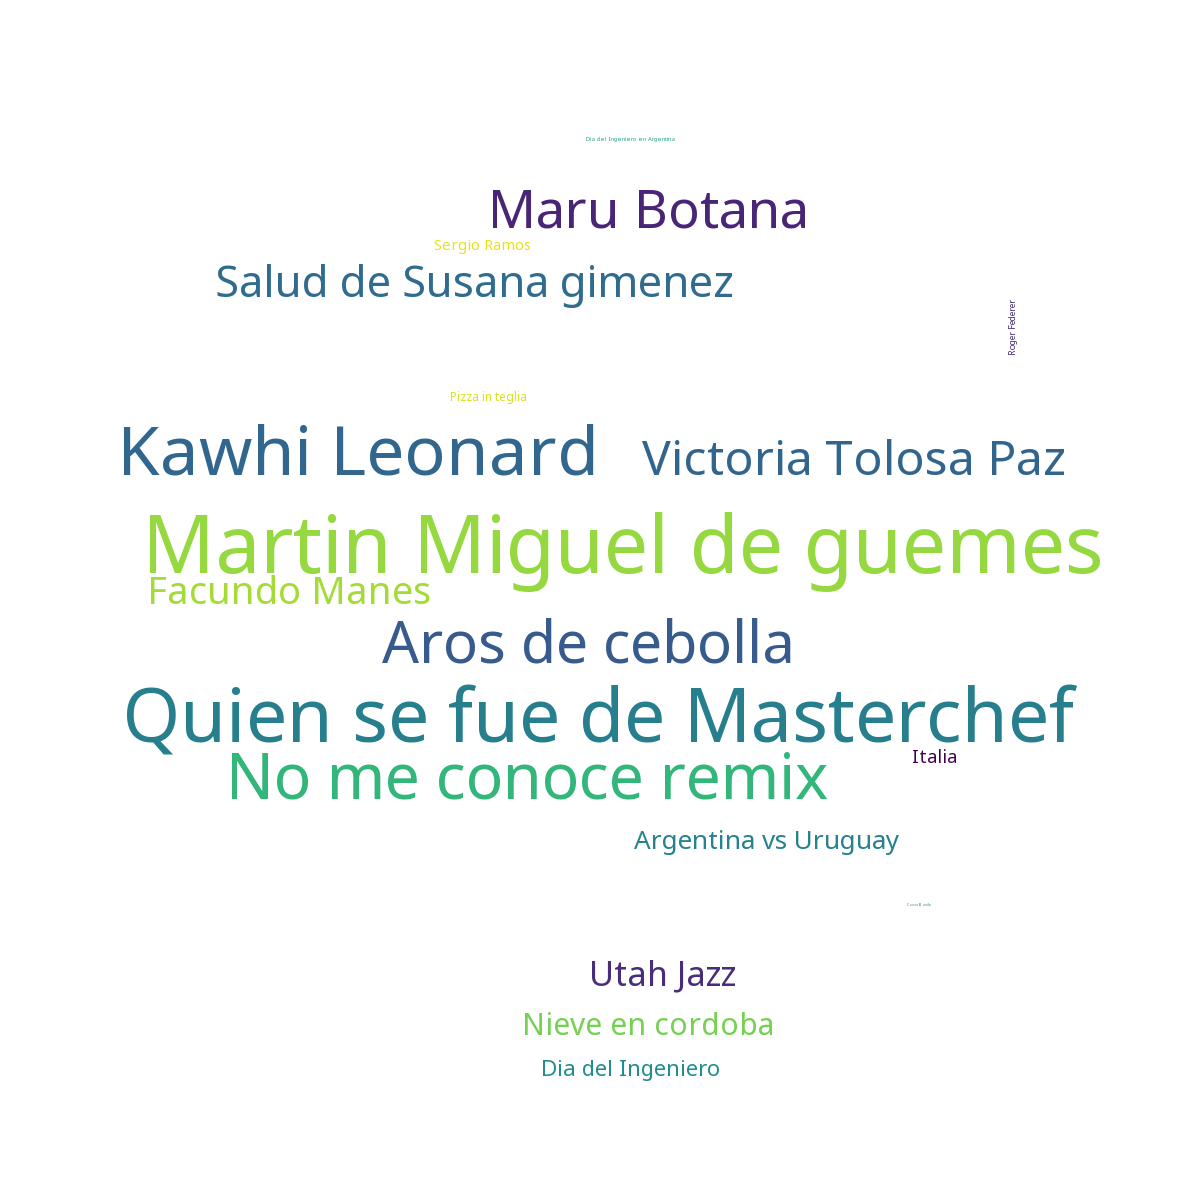 Dia del Ingeniero en Argentina
Maru Botana
Sergio Ramos
Salud de Susana gimenez
Roger Federer
Pizza in teglia
Kawhi Leonard
Victoria Tolosa Paz
Martin Miguel de guemes
Facundo Manes
Aros de cebolla
Quien se fue de Masterchef
No me conoce remix
Italia
Argentina vs Uruguay
Utah Jazz
Nieve en cordoba
Dia del Ingeniero